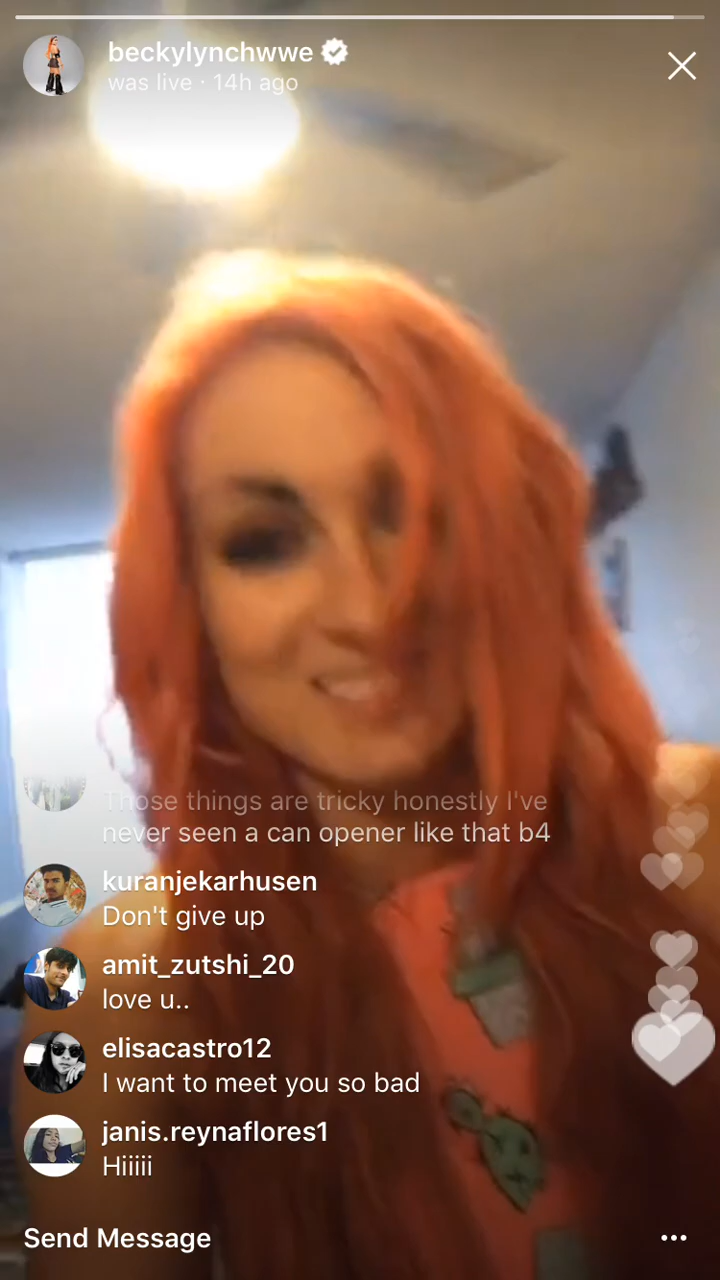 beckylynchwwe
was live · 14h ago
Those things are tricky honestly I've
never seen a can opener like that b4
kuranjekarhusen
Don't give up
amit_zutshi_20
love u..
elisacastro12
I want to meet you so bad
janis.reynaflores1
Hiiiii
Send Message